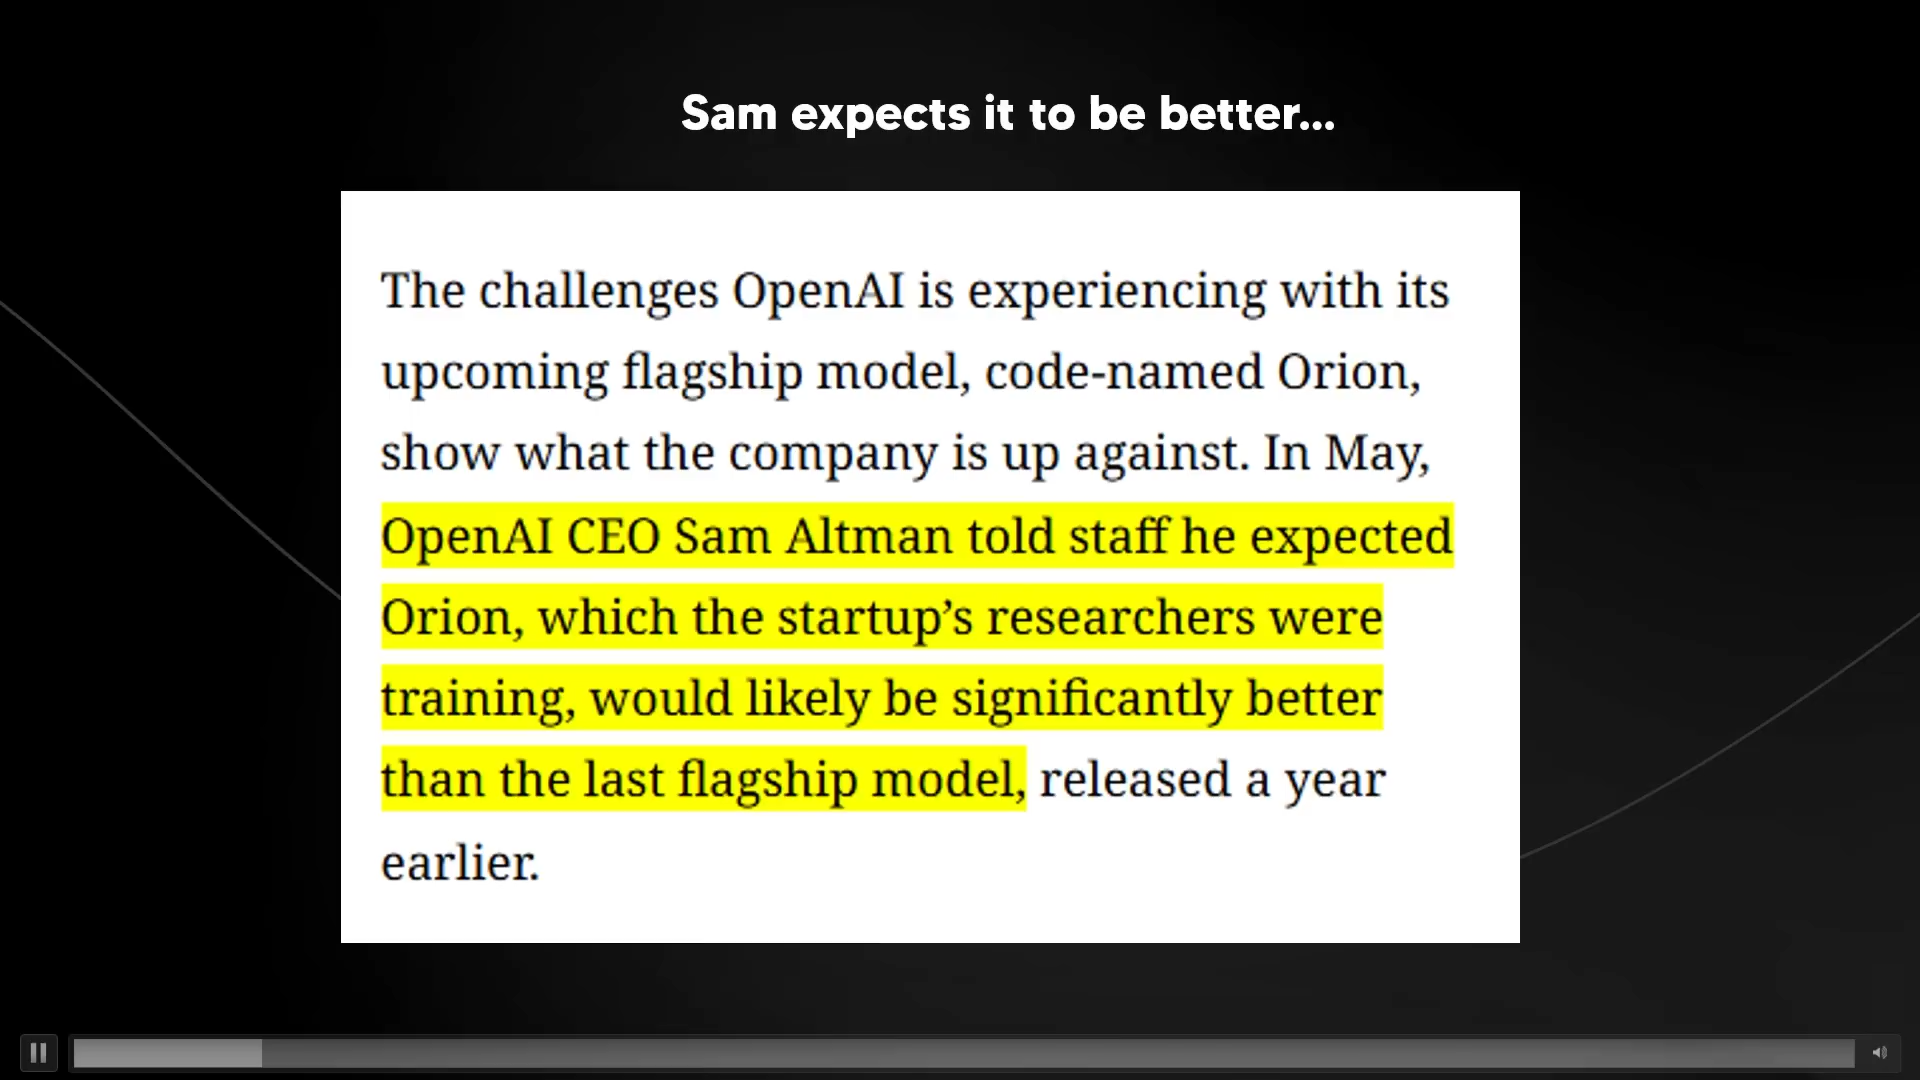 Sam expects it to be better...
The challenges OpenAI is experiencing with its
upcoming flagship model, code-named Orion,
show what the company is up against. In May,
OpenAI CEO Sam Altman told staff he expected
Orion, which the startup’s researchers were
training, would likely be significantly better
than the last flagship model, released a year
earlier.